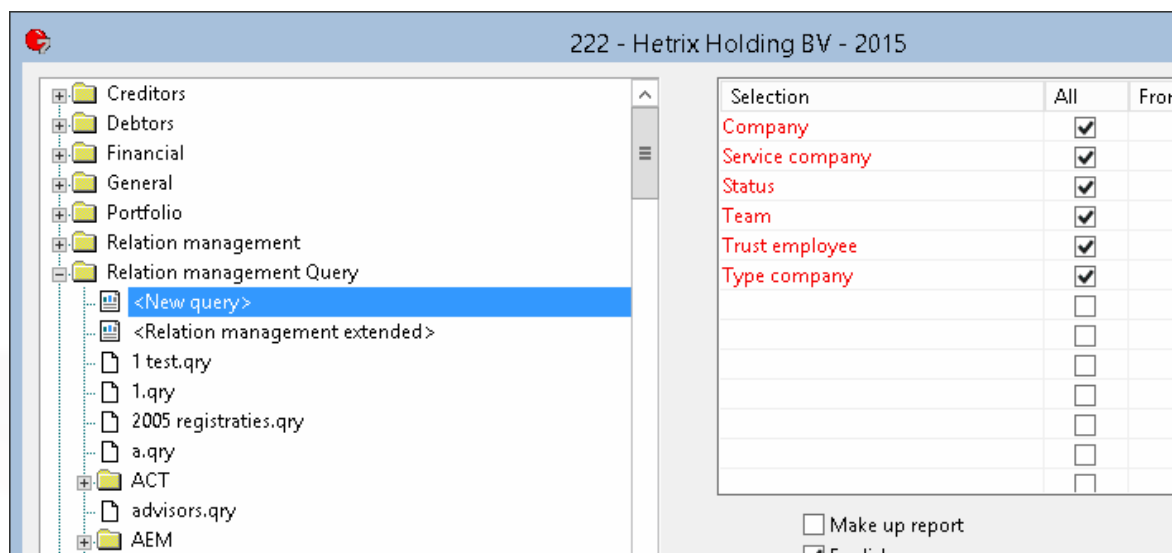 222 - Hetrix Holding BV - 2015
Creditors
Debtors
Financial
General
Portfolio
Relation management
Relation management Query
<New query>
<Relation management extended>
1 test.qry
1.qry
2005 registraties.qry
a.qry
ACT
advisors.qry
AEM
Selection All
Company
Service company
Status
Team
Trust employee
Type company
Make up report